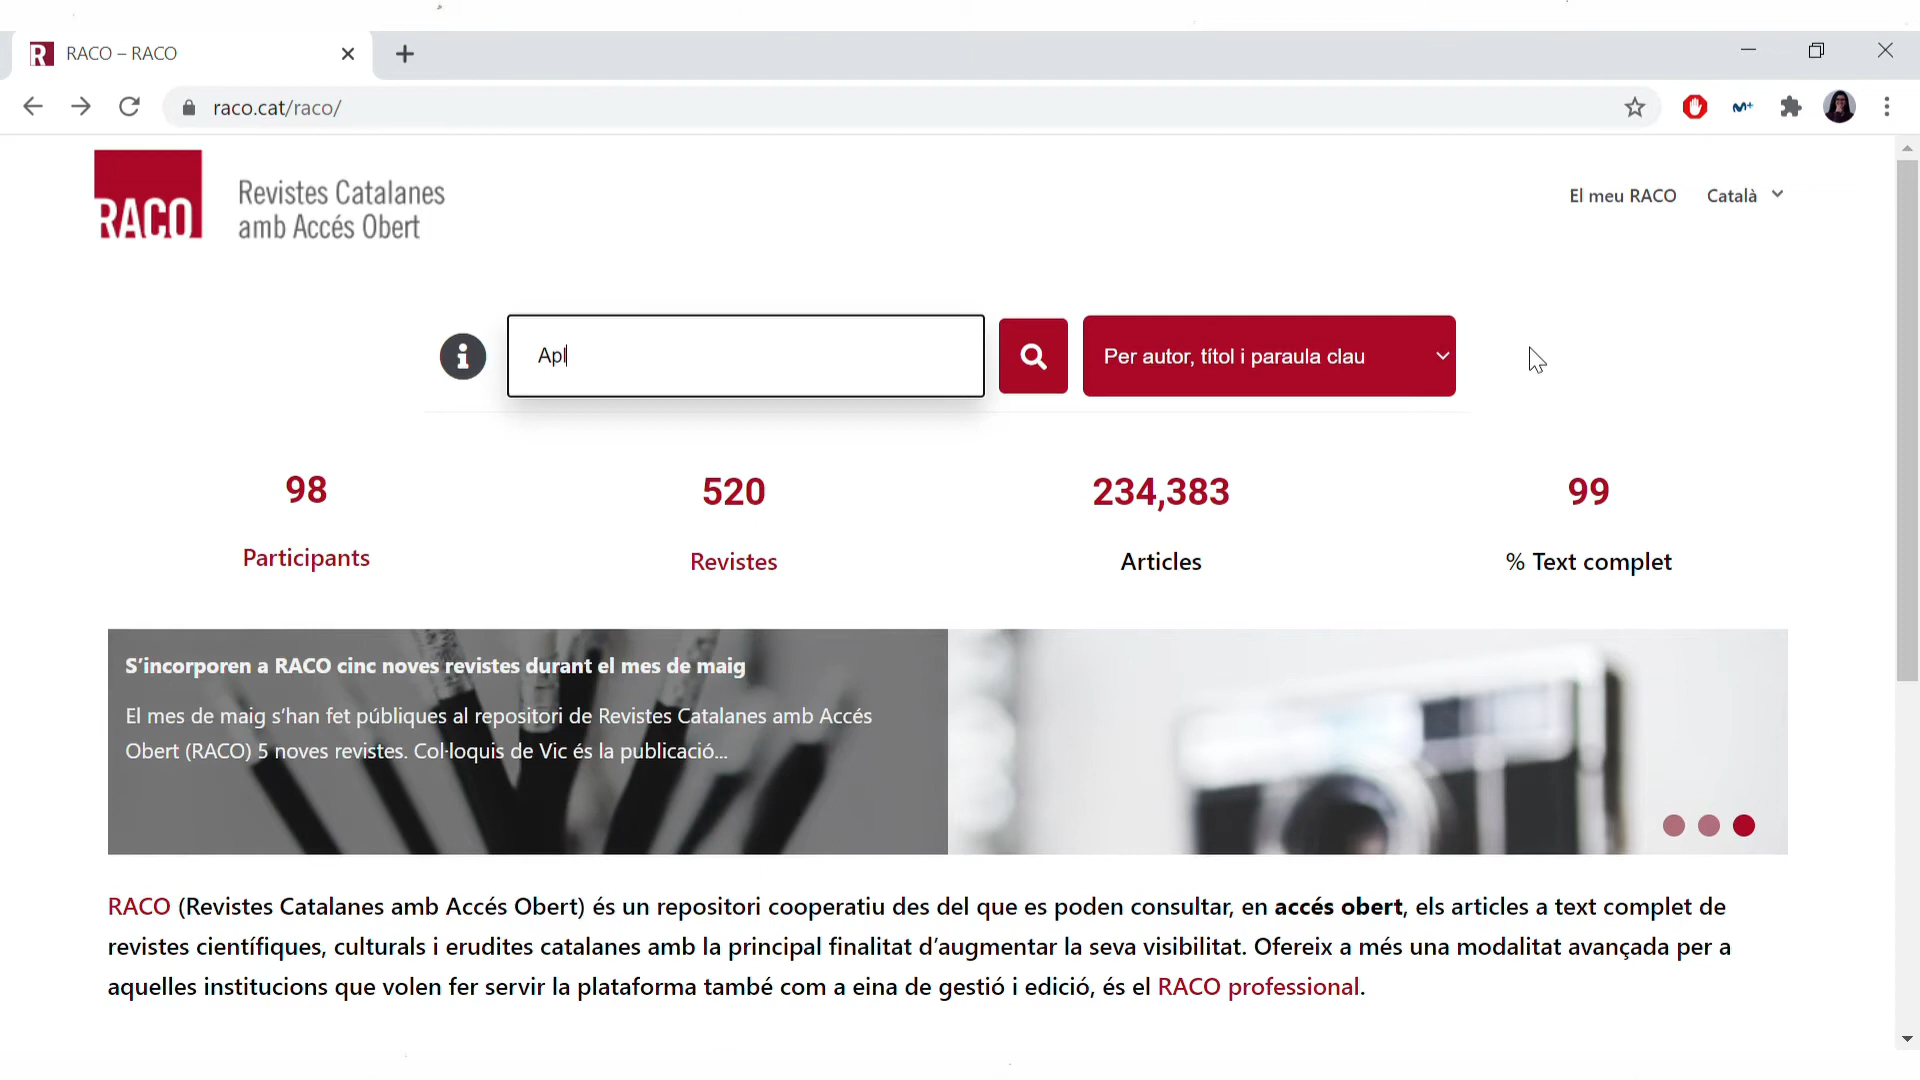 RACO – RACO
raco.cat/raco/
RACO
Revistes Catalanes
amb Accés Obert
El meu RACO
Català
Apl
Per autor, títol i paraula clau
98
520
234,383
99
Participants
Revistes
Articles
% Text complet
S'incorporen a RACO cinc noves revistes durant el mes de maig
El mes de maig s'han fet públiques al repositori de Revistes Catalanes amb Accés
Obert (RACO) 5 noves revistes. Col·loquis de Vic és la publicació...
RACO (Revistes Catalanes amb Accés Obert) és un repositori cooperatiu des del que es poden consultar, en accés obert, els articles a text complet de
revistes científiques, culturals i erudites catalanes amb la principal finalitat d'augmentar la seva visibilitat. Ofereix a més una modalitat avançada per a
aquelles institucions que volen fer servir la plataforma també com a eina de gestió i edició, és el RACO professional.